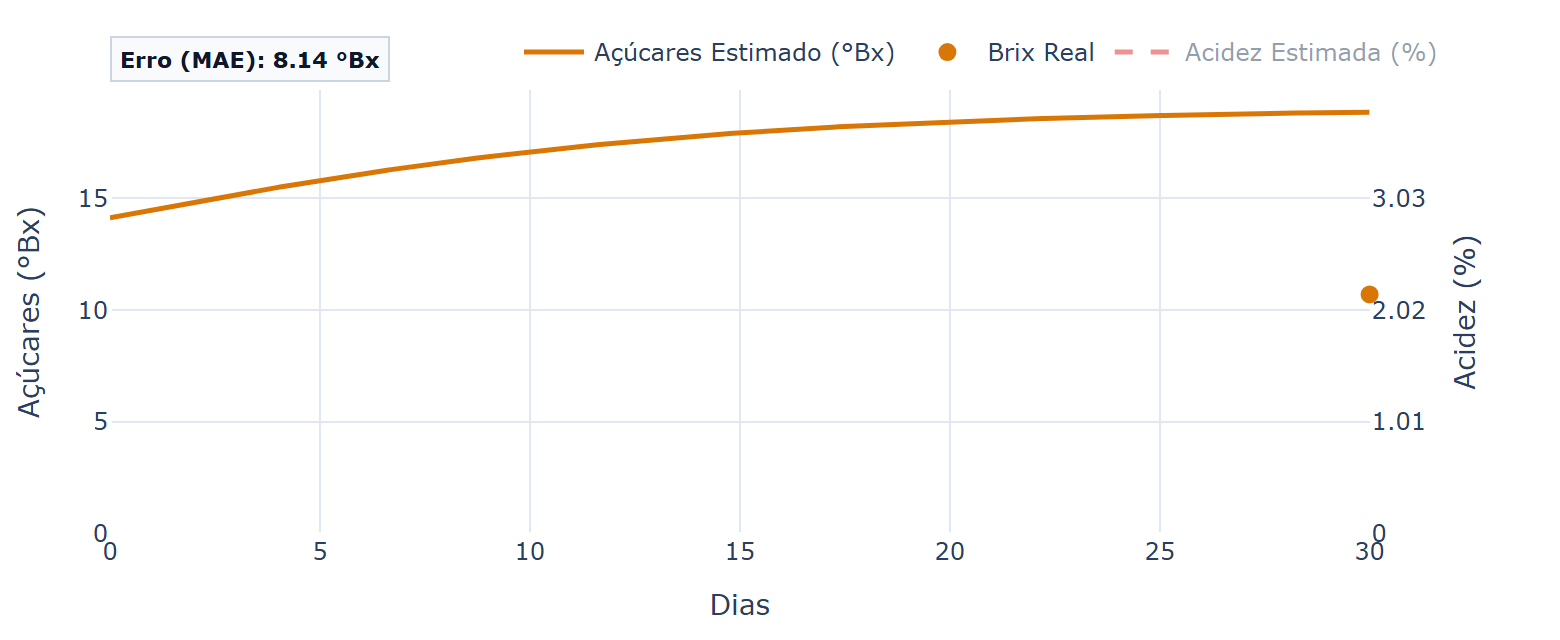 Erro (MAE): 8.14 °Bx
Açúcares Estimado (°Bx)
Brix Real
Acidez Estimada (%)
Açúcares (°Bx)
15
10
5
0
3.03
2.02
1.01
0
Acidez (%)
0
5
10
15
20
25
30
Dias